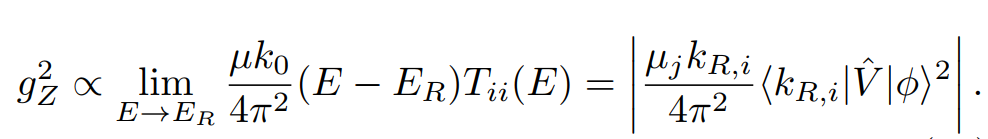 g_Z^2 \propto \lim_{E \to E_R} \frac{\mu k_0}{4\pi^2} (E - E_R) T_{ii}(E) = \left| \frac{\mu_j k_{R,i}}{4\pi^2} \langle k_{R,i} | \hat{V} | \phi \rangle^2 \right| .